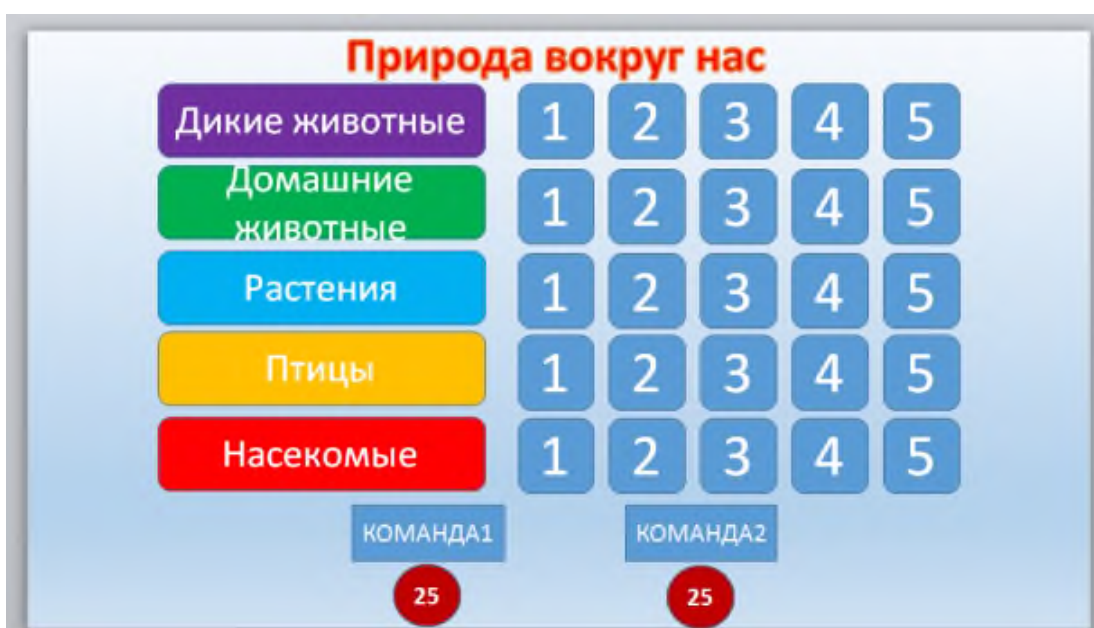 Природа вокруг нас
Дикие животные 1 2 3 4 5
Домашние
животные 1 2 3 4 5
Растения 1 2 3 4 5
Птицы 1 2 3 4 5
Насекомые 1 2 3 4 5
КОМАНДА1 КОМАНДА2
25 25